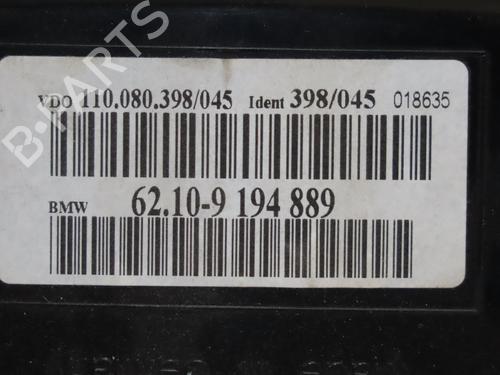 VDO 110.080.398/045 Ident 398/045 018635
BMW 62.10-9 194 889
B-PARTS